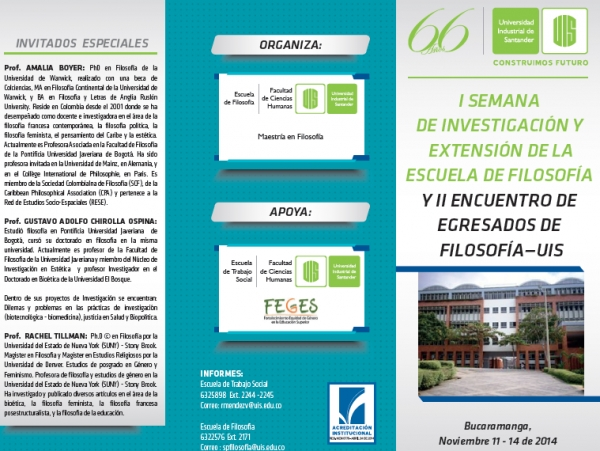 INVITADOS ESPECIALES
Prof. AMALIA BOYER: PhD en Filosofía de la
Universidad de Warwick, realizado con una beca de
Colciencias, MA en Filosofía Continental de la Universidad de
Warwick, y BA en Filosofía y Letras de Anglia Ruskin
University. Reside en Colombia desde el 2001 donde se ha
desempeñado como docente e investigadora en el área de la
filosofía francesa contemporánea, la filosofía política, la
filosofía feminista, el pensamiento del Caribe y la estética.
Actualmente es Profesora Asociada en la Facultad de Filosofía
de la Pontificia Universidad Javeriana de Bogotá. Ha sido
profesora invitada en la Universidad de Mainz, en Alemania, y
en el Collège International de Philosophie, en París. Es
miembro de la Sociedad Colombiana de Filosofía (SCF), de la
Caribbean Philosophical Association (CPA) y pertenece a la
Red de Estudios Socio-Espaciales (RESE).
Prof. GUSTAVO ADOLFO CHIROLLA OSPINA:
Estudió filosofía en Pontificia Universidad Javeriana de
Bogotá, cursó su doctorado en filosofía en la misma
universidad. Actualmente es profesor de la Facultad de
Filosofía de la Universidad Javeriana y miembro del Núcleo de
Investigación en Estética y profesor Investigador en el
Doctorado en Bioética de la Universidad El Bosque.
Dentro de sus proyectos de Investigación se encuentran:
Dilemas y problemas en las prácticas de investigación
(biotecnológica - biomedicina), justicia en Salud y Biopolítica.
Prof. RACHEL TILLMAN: Ph.D © en Filosofía por la
Universidad del Estado de Nueva York (SUNY) - Stony Brook.
Magíster en Filosofía y Magíster en Estudios Religiosos por la
Universidad de Denver. Estudios de posgrado en Género y
Feminismo. Profesora de filosofía y estudios de género en la
Universidad del Estado de Nueva York (SUNY) - Stony Brook.
Ha investigado y publicado diversos artículos en el área de la
bioética, la filosofía feminista, la filosofía francesa
posestructuralista, y la filosofía de la educación.
ORGANIZA:
Escuela de Filosofía
Facultad de Ciencias Humanas
UIS
Universidad Industrial de Santander
Maestría en Filosofía
APOYA:
Escuela de Trabajo Social
Facultad de Ciencias Humanas
UIS
Universidad Industrial de Santander
FEGES
INFORMES:
Escuela de Trabajo Social
6325898 Ext. 2244 -2245
Correo: rmendezv@uis.edu.co
Escuela de Filosofía
6322576 Ext. 2171
Correo : spfilosofia@uis.edu.co
ACREDITACIÓN
INSTITUCIONAL
66
Universidad
Industrial de
Santander
UIS
CONSTRUIMOS FUTURO
I SEMANA
DE INVESTIGACIÓN Y
EXTENSIÓN DE LA
ESCUELA DE FILOSOFÍA
Y II ENCUENTRO DE
EGRESADOS DE
FILOSOFÍA–UIS
Bucaramanga,
Noviembre 11 - 14 de 2014